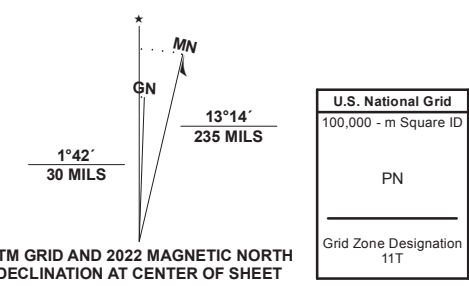 ★
MN
GN
1°42´
30 MILS
13°14´
235 MILS
TM GRID AND 2022 MAGNETIC NORTH
DECLINATION AT CENTER OF SHEET
U.S. National Grid
100,000 - m Square ID
PN
Grid Zone Designation
11T